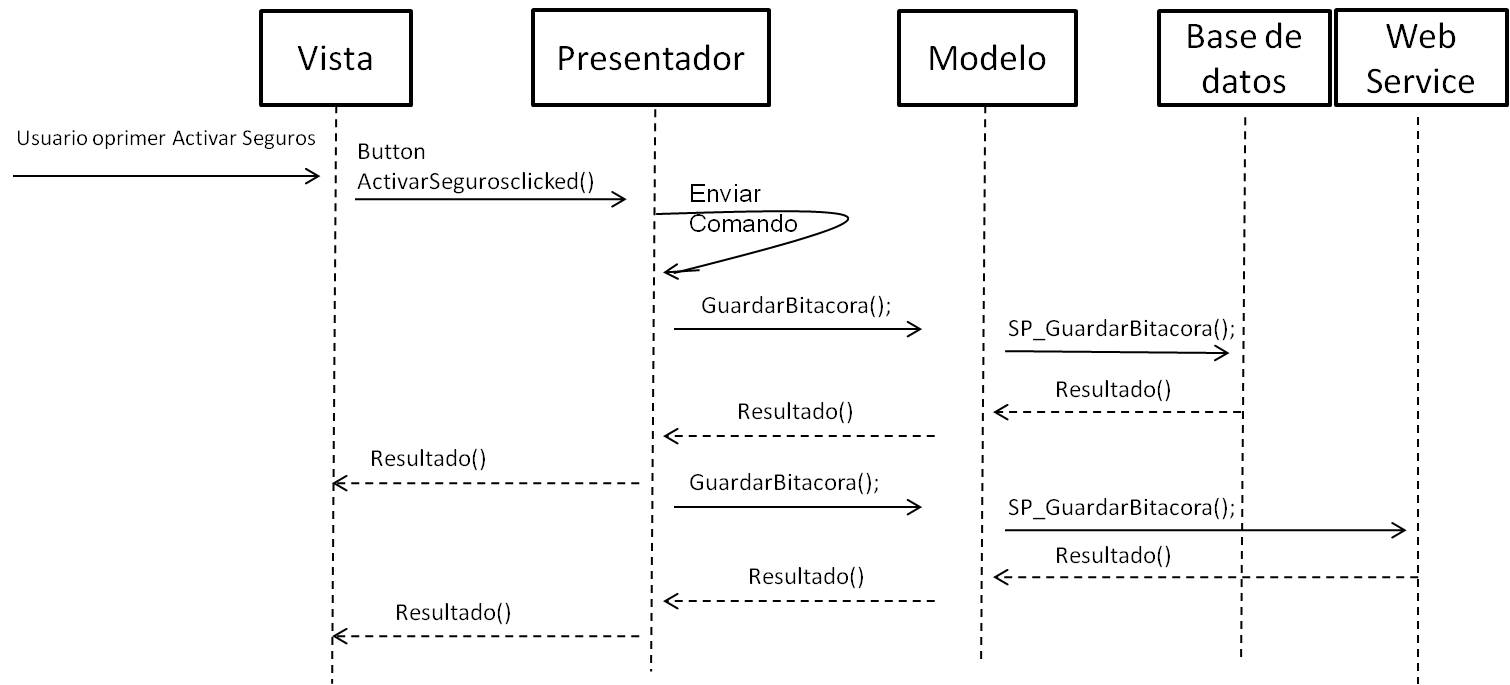 Vista
Presentador
Modelo
Base de
datos
Web
Service
Usuario oprimer Activar Seguros
Button
ActivarSegurosclicked()
Enviar
Comando
GuardarBitacora();
SP_GuardarBitacora();
Resultado()
Resultado()
Resultado()
GuardarBitacora();
SP_GuardarBitacora();
Resultado()
Resultado()
Resultado()